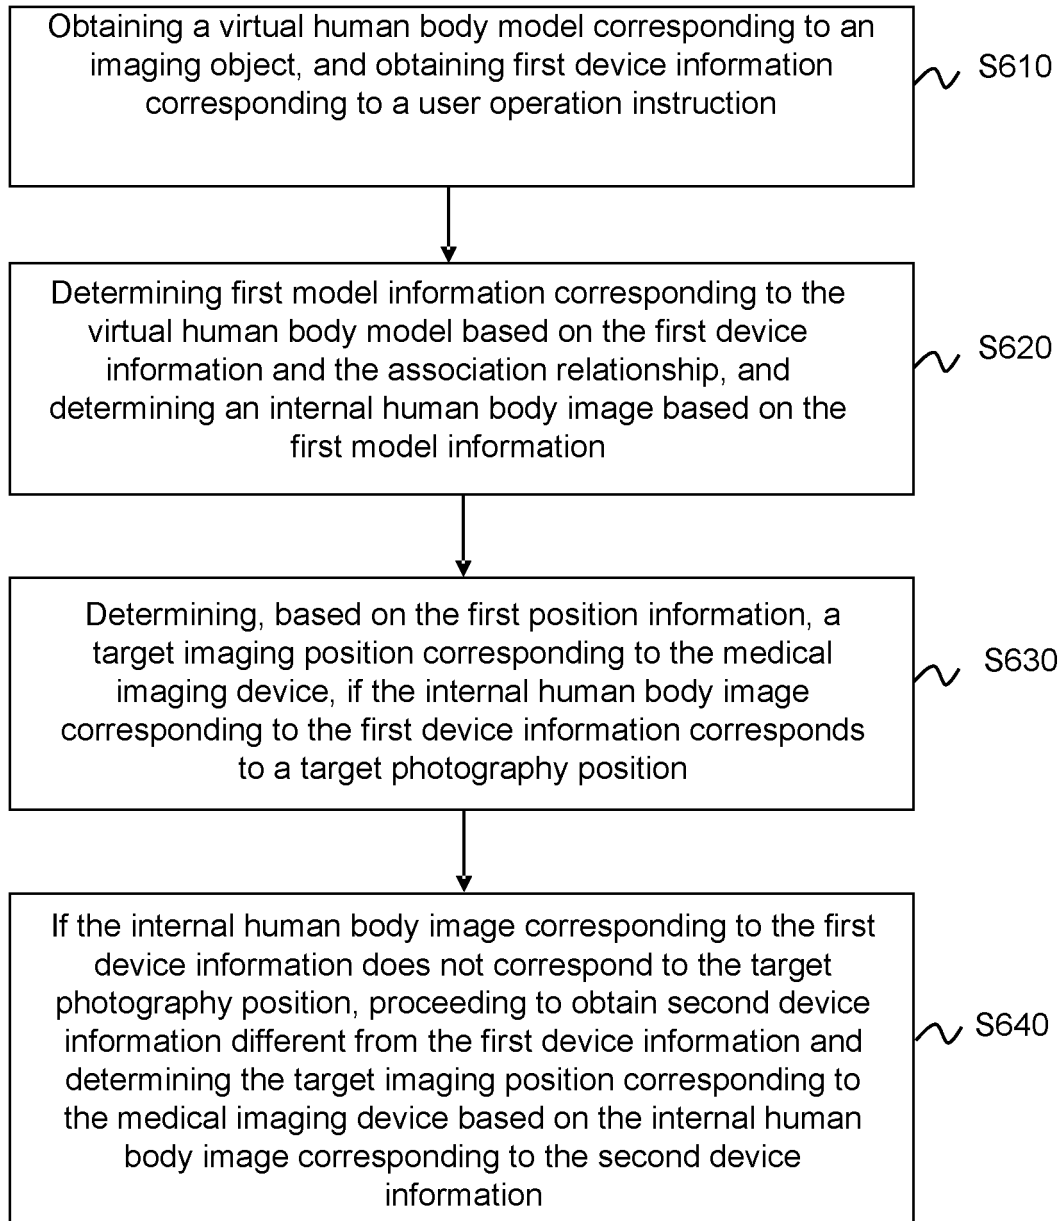 Obtaining a virtual human body model corresponding to an
imaging object, and obtaining first device information
corresponding to a user operation instruction
S610
Determining first model information corresponding to the
virtual human body model based on the first device
information and the association relationship, and
determining an internal human body image based on the
first model information
S620
Determining, based on the first position information, a
target imaging position corresponding to the medical
imaging device, if the internal human body image
corresponding to the first device information corresponds
to a target photography position
S630
If the internal human body image corresponding to the first
device information does not correspond to the target
photography position, proceeding to obtain second device
information different from the first device information and
determining the target imaging position corresponding to
the medical imaging device based on the internal human
body image corresponding to the second device
information
S640